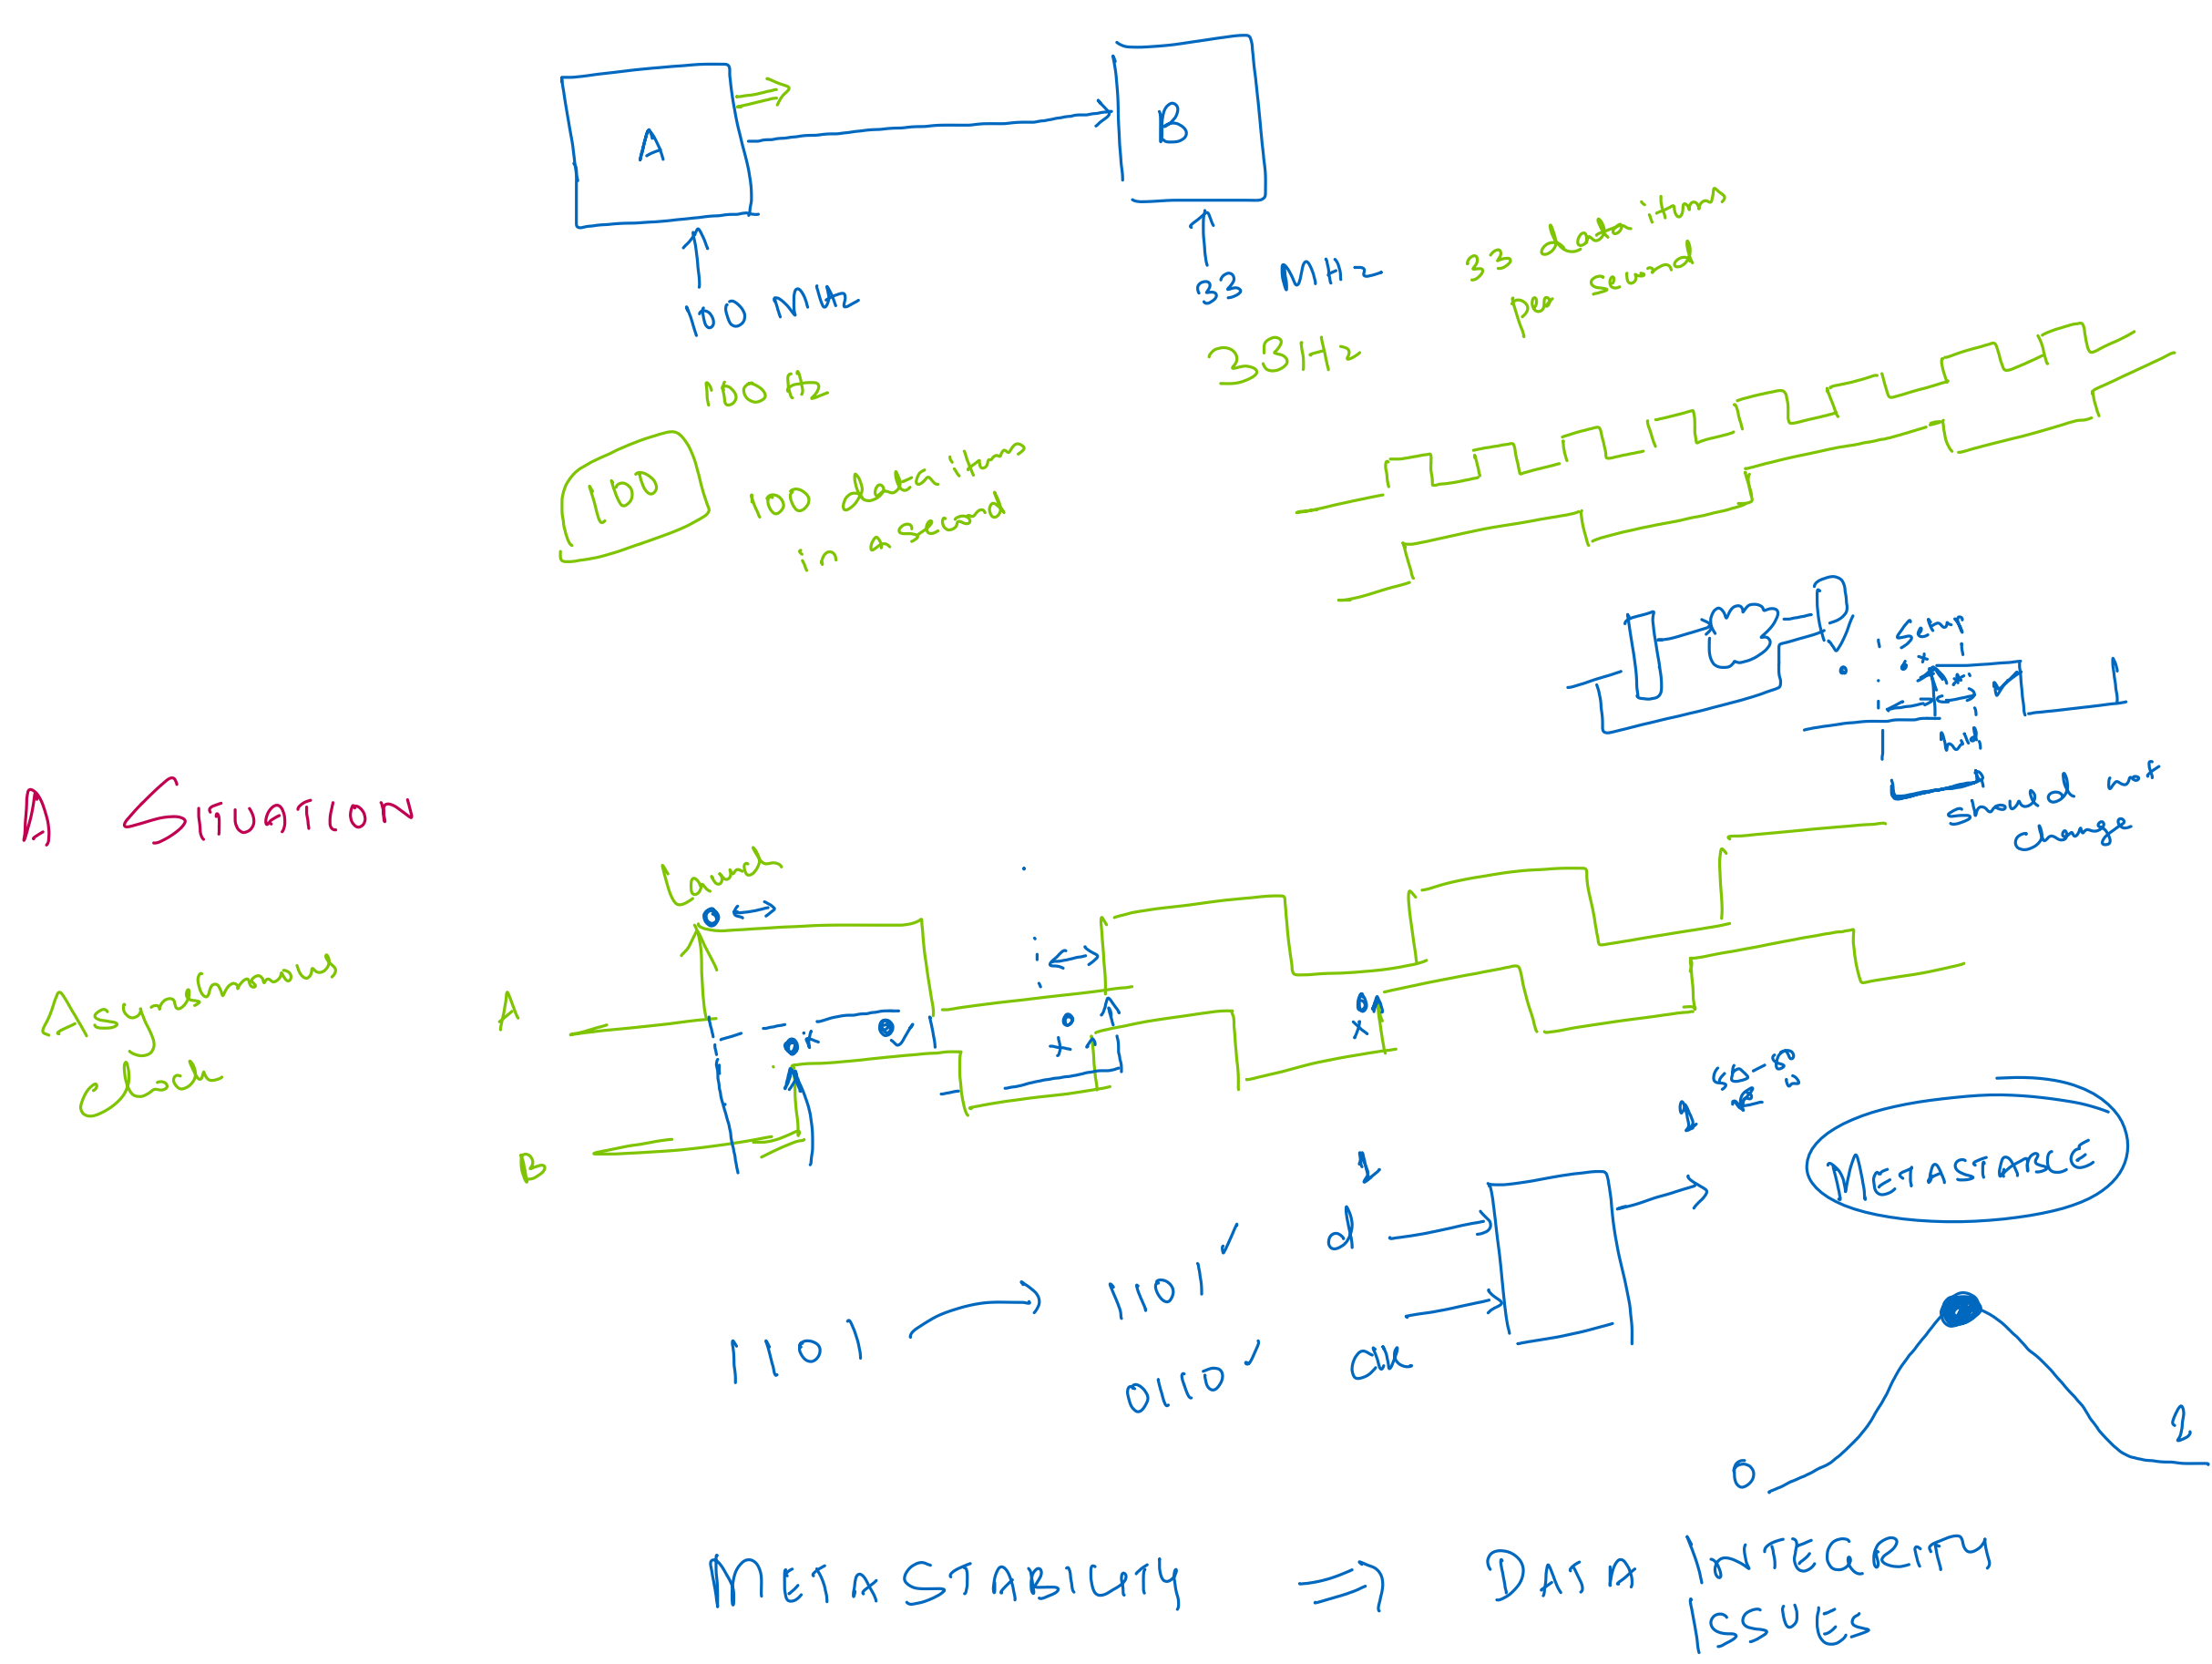 A
B
100 MHz
33 MHz
100 Hz
33Hz
33 data items
per second
100
100 data items
in a second
setup
hold
should not
change
A SITUATION
Launch
Asynchronous
Clock
A
B
1101
1101
0110
d
clk
1
1
METASTABLE
0
1
METASTABILITY ⇒ DATA INTEGRITY
ISSUES